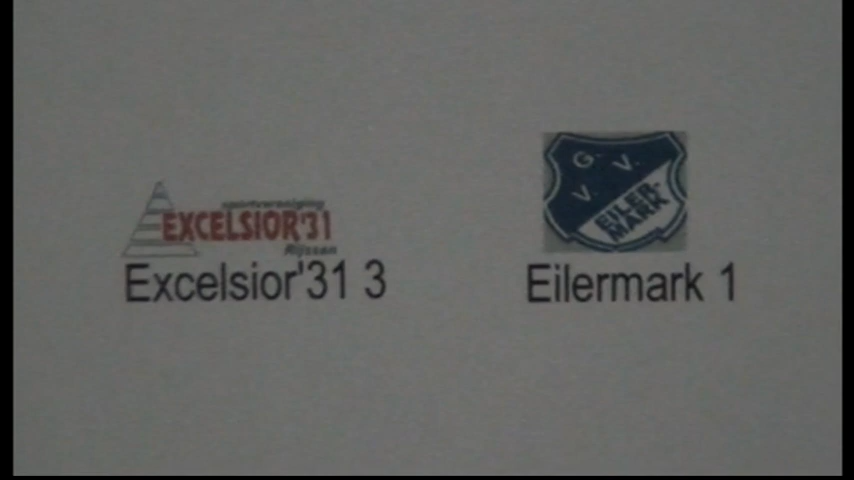 sportvereniging
EXCELSIOR'31
Rijssen
Excelsior'31 3
G. V. V.
V.
EILER-
MARK
Eilermark 1